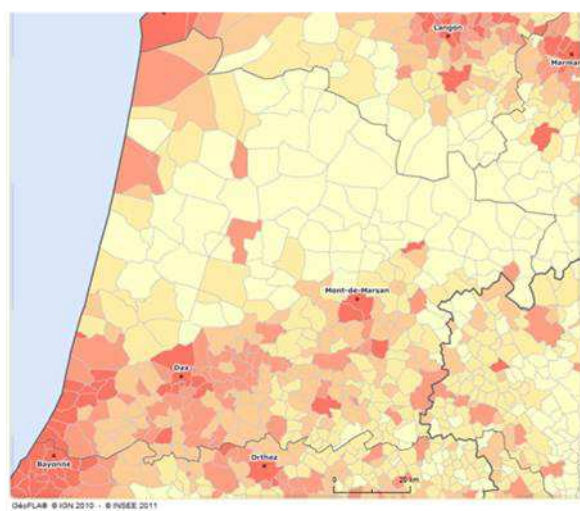 Langon
Marman
Mont-de-Marsan
Dax
Bayonne
Orthez
0 20 km
GéoFLA® © IGN 2010 - © INSEE 2011